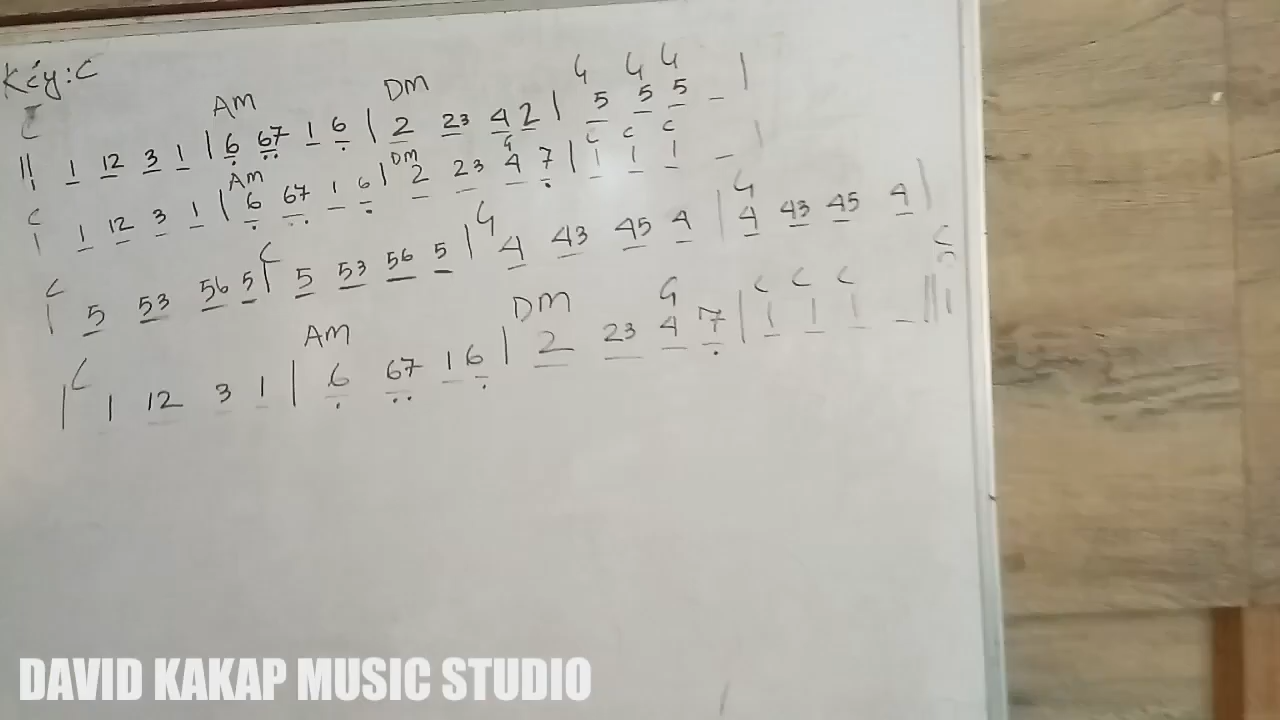 Key: C
C Am Dm G G G
|| 1 12 3 1 | 6 67 1 6 | 2 23 4 2 | 5 5 5 _ |
C Am Dm G C C C
| 1 12 3 1 | 6 67 1 6 | 2 23 4 7 | 1 1 1 _ |
C C G G
| 5 53 56 5 | 5 53 56 5 | 4 43 45 4 | 4 43 45 4 |
C Am Dm G C C C C
| 1 12 3 1 | 6 67 1 6 | 2 23 4 7 | 1 1 1 _ || 1
DAVID KAKAP MUSIC STUDIO